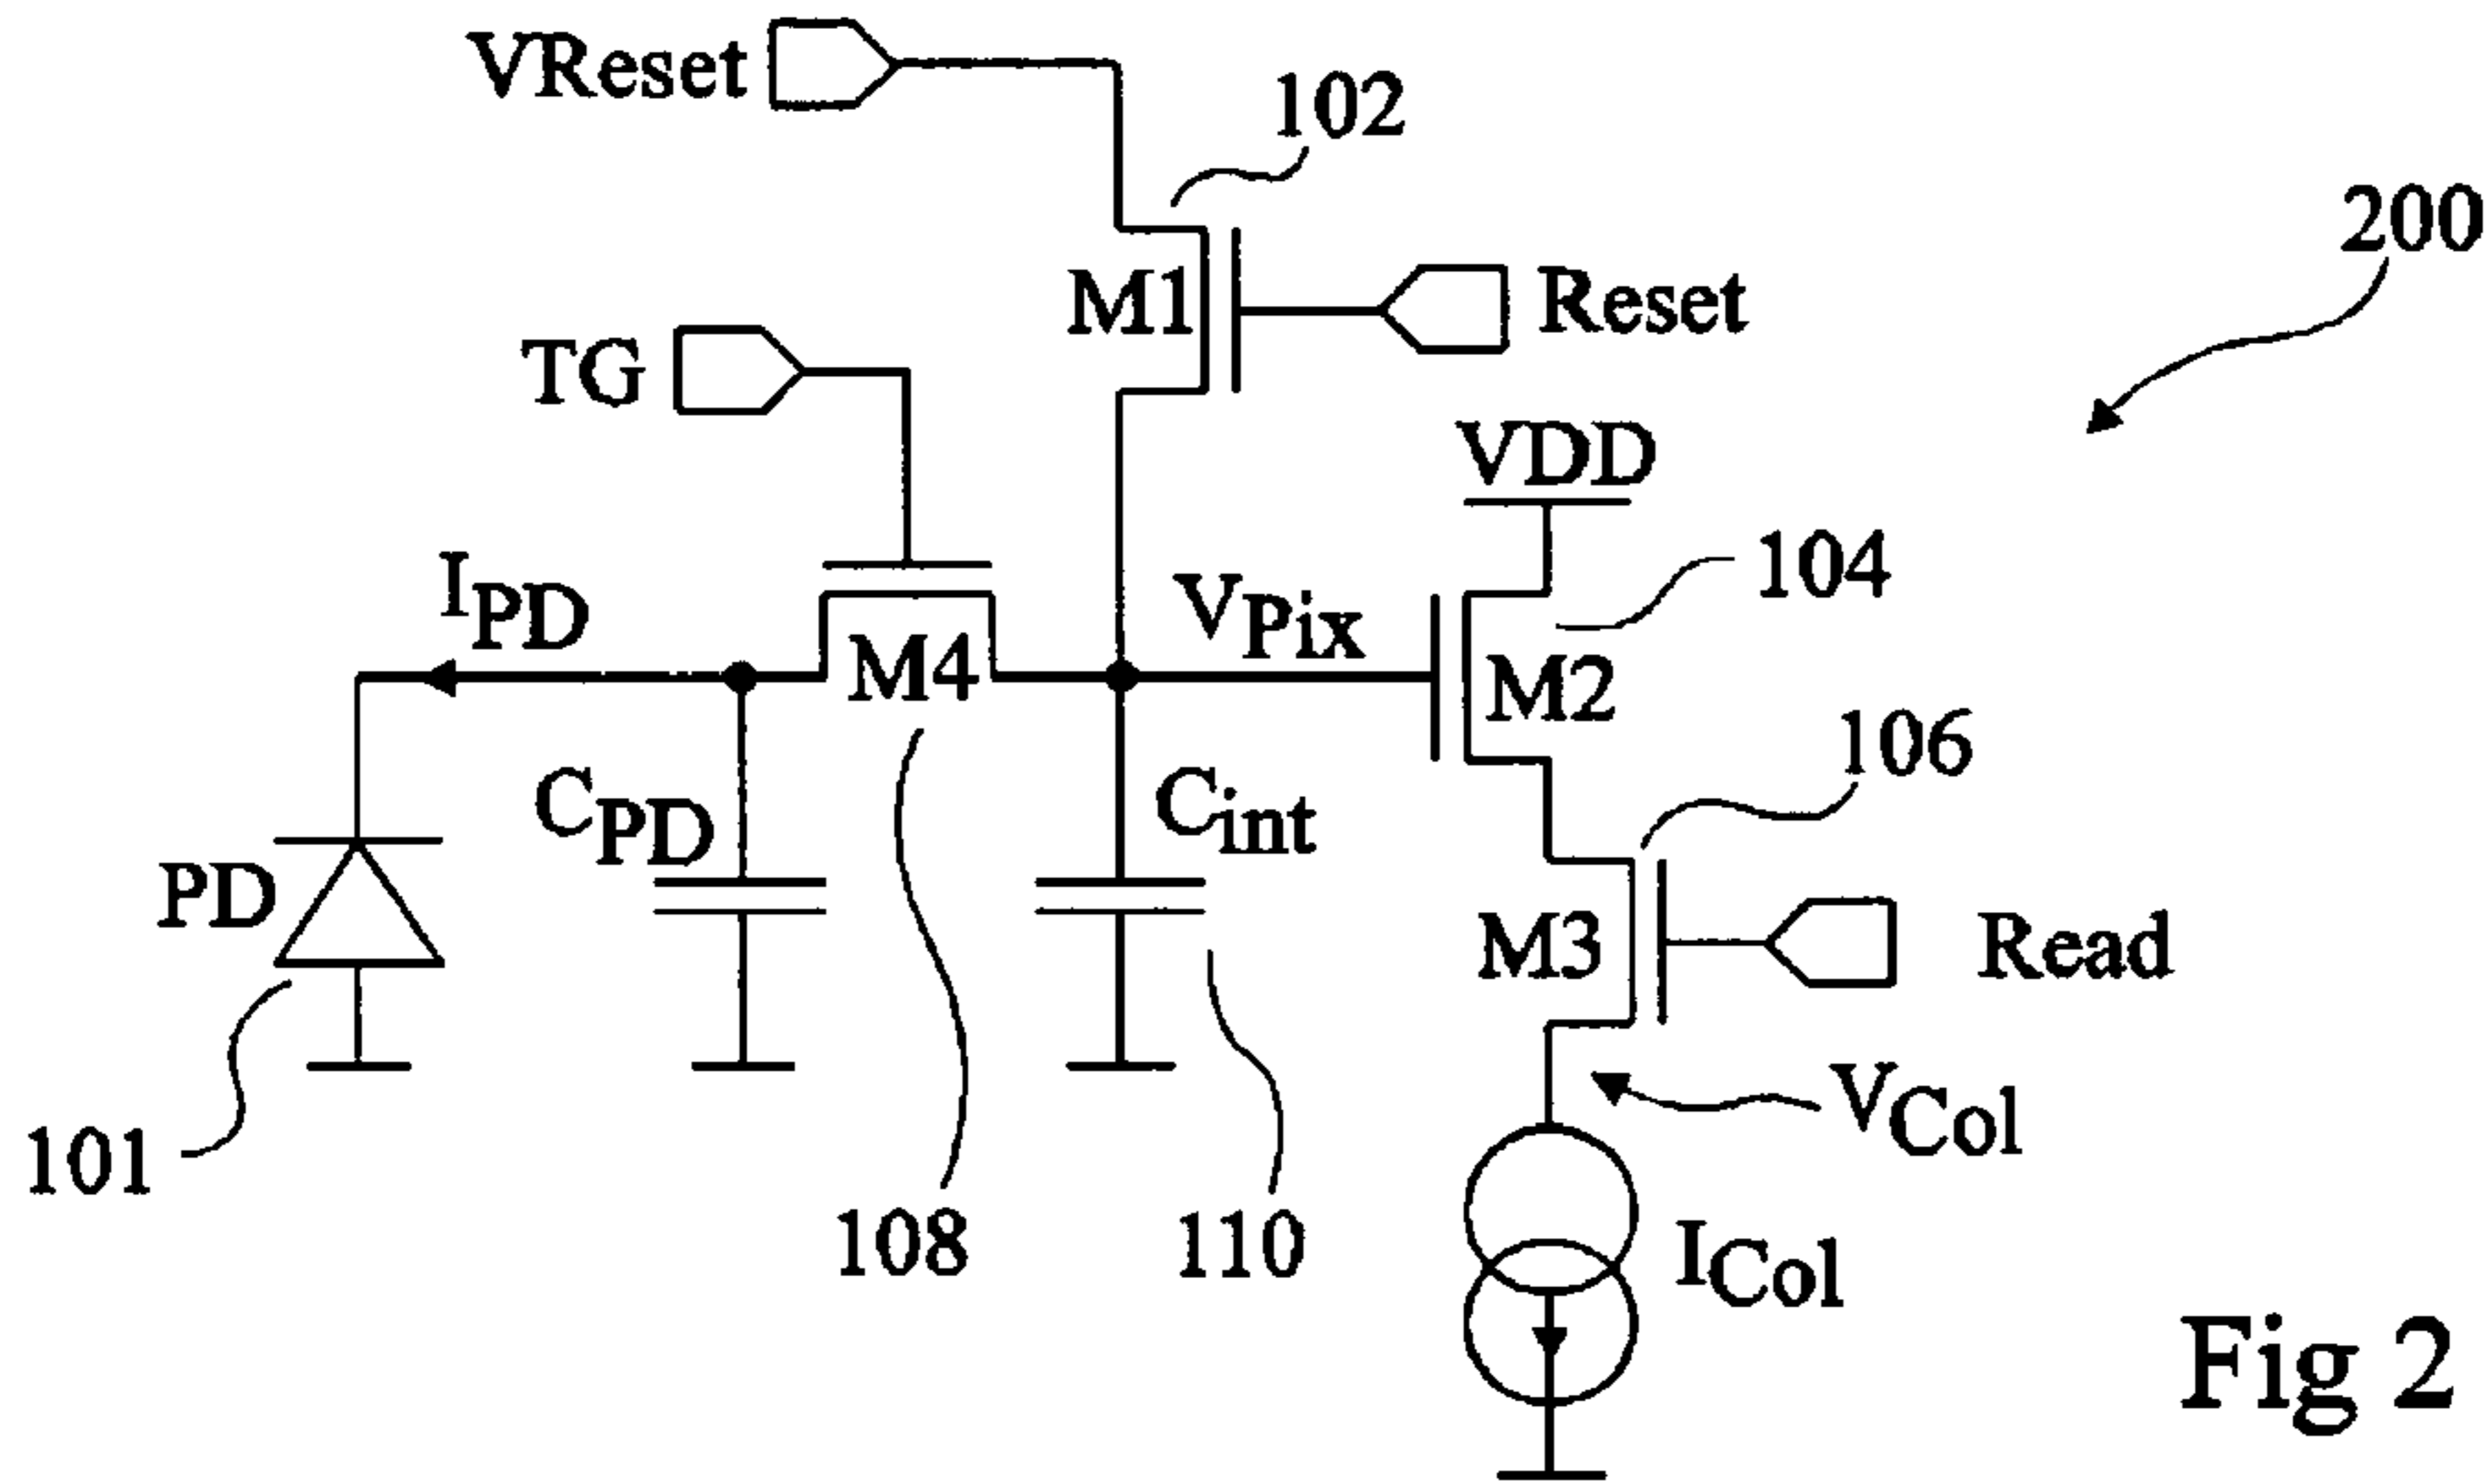 VReset
102
200
M1
Reset
TG
VDD
104
IPD
VPix
M4
M2
106
CPD
Cint
PD
M3
Read
VCol
101
108
110
ICol
Fig 2